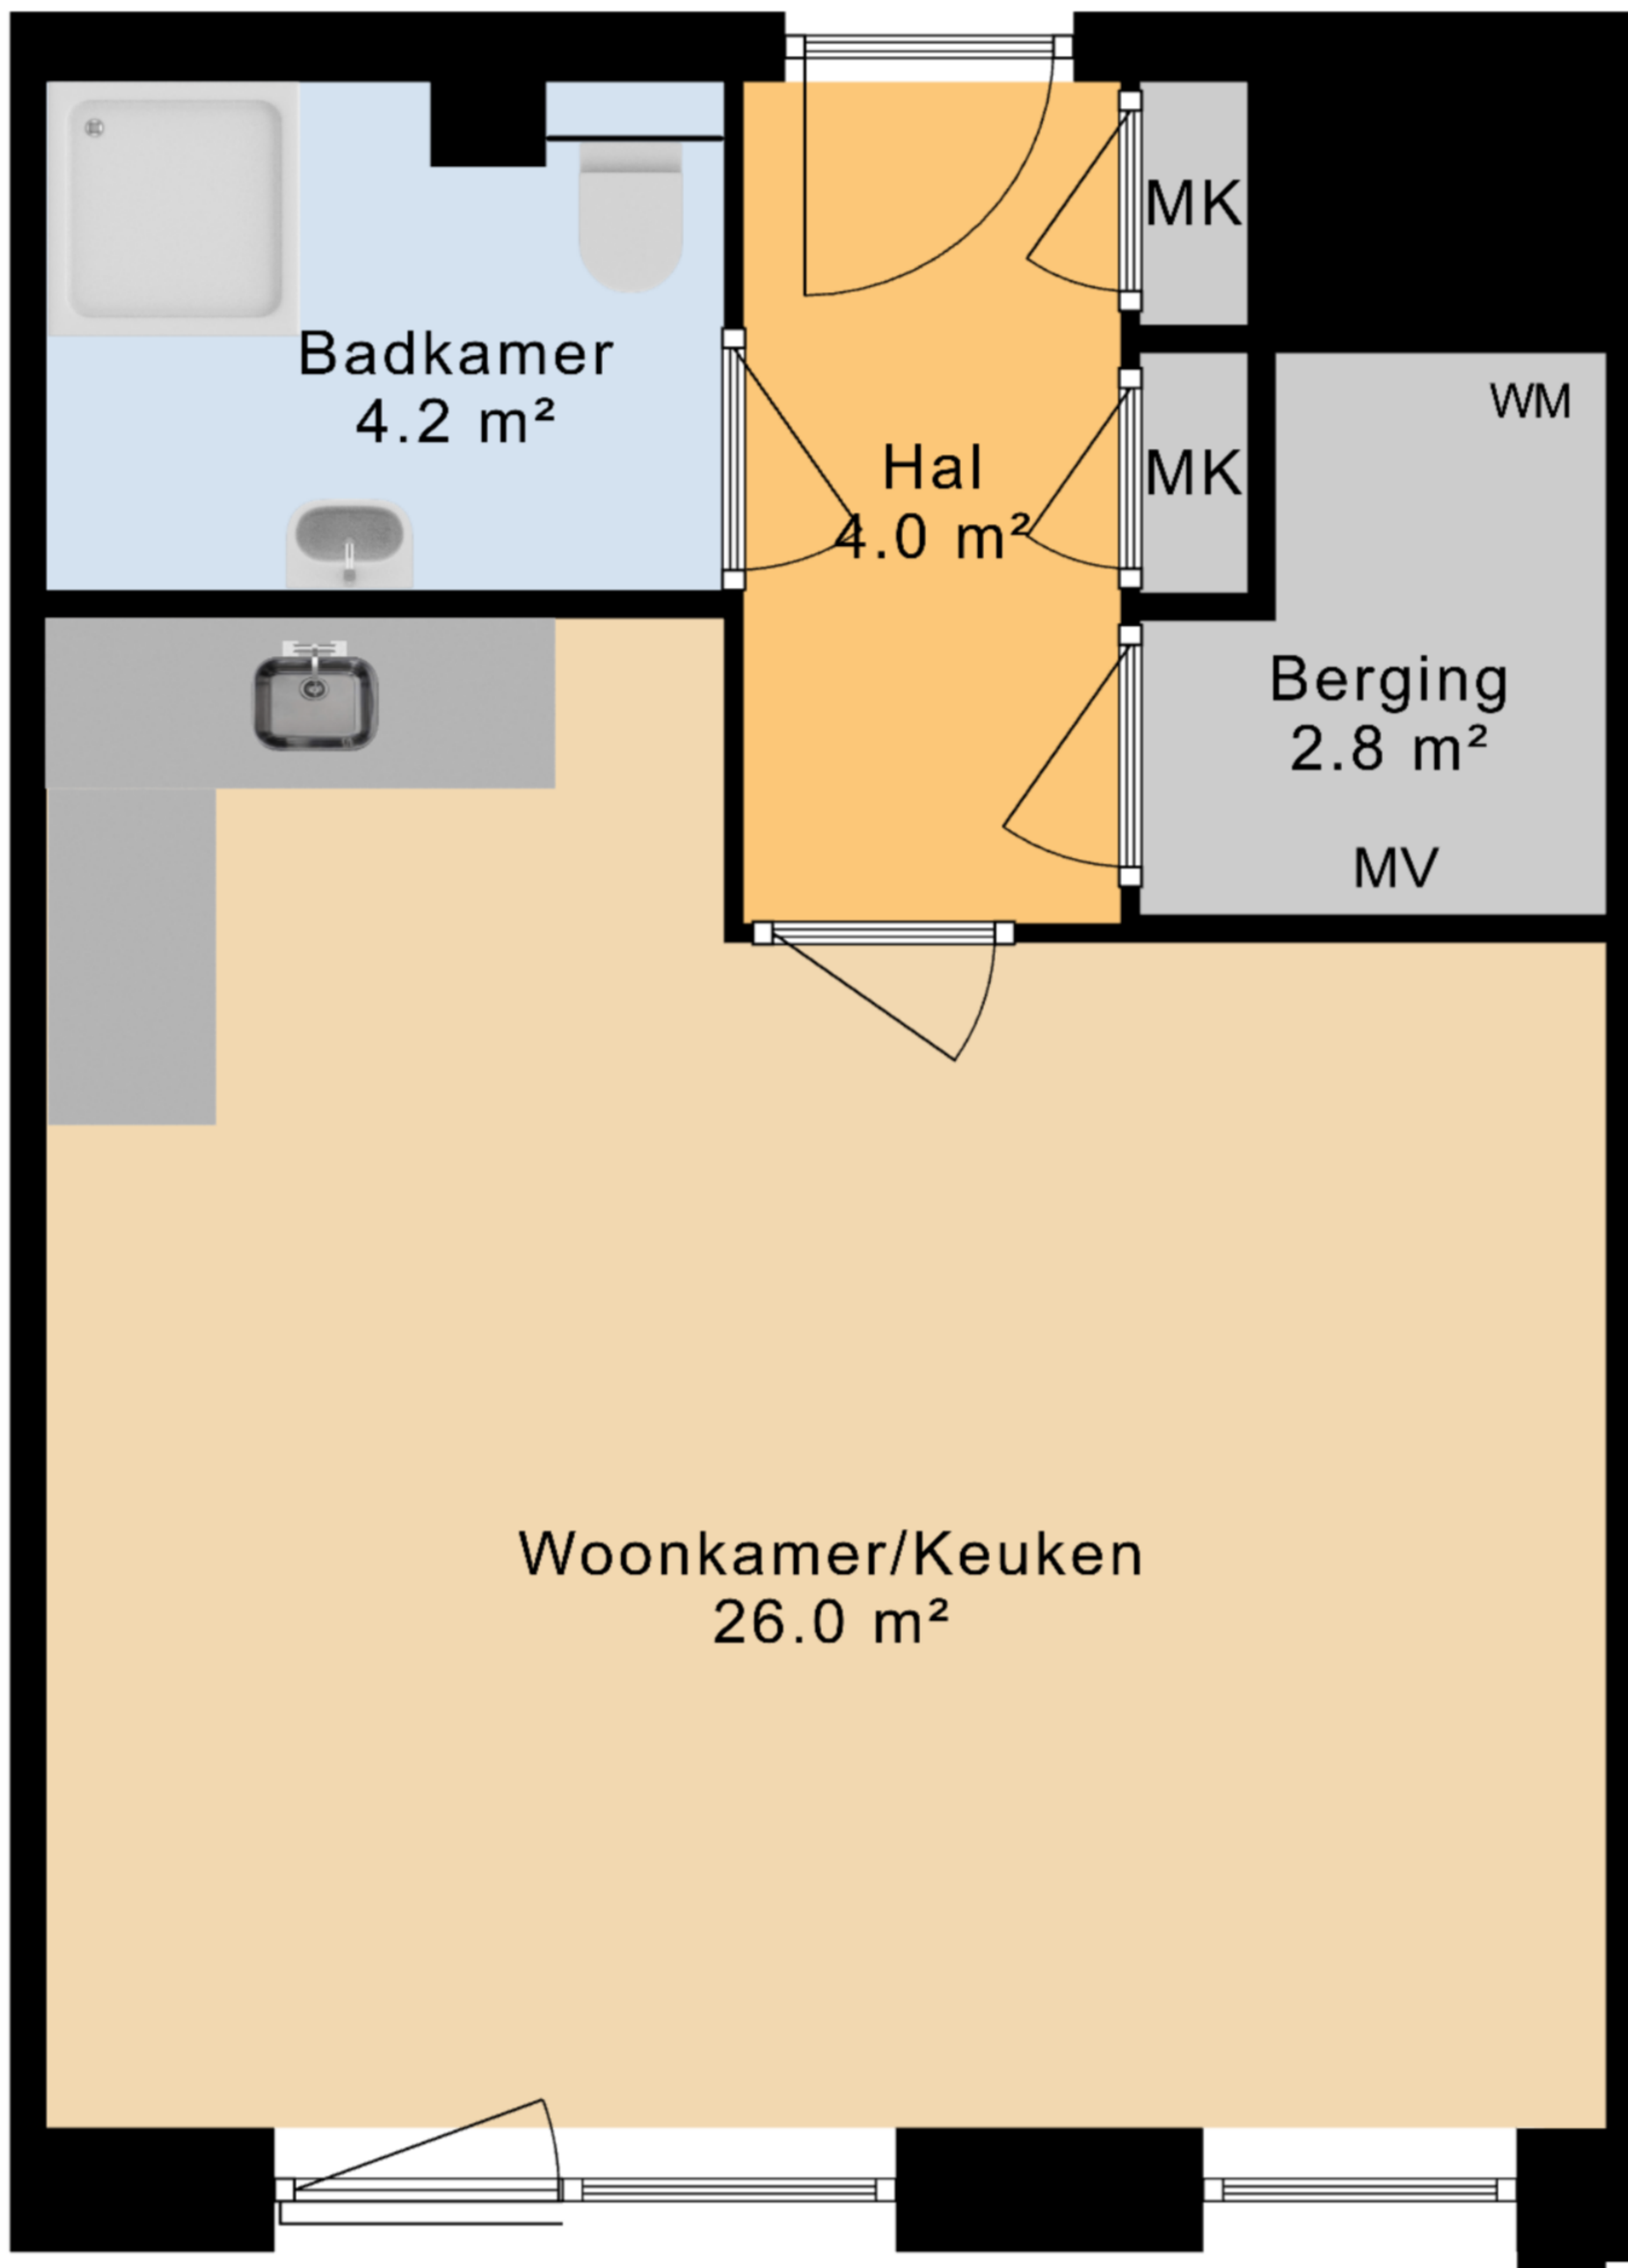 MK
Badkamer
4.2 m²
WM
Hal
4.0 m²
MK
Berging
2.8 m²
MV
Woonkamer/Keuken
26.0 m²